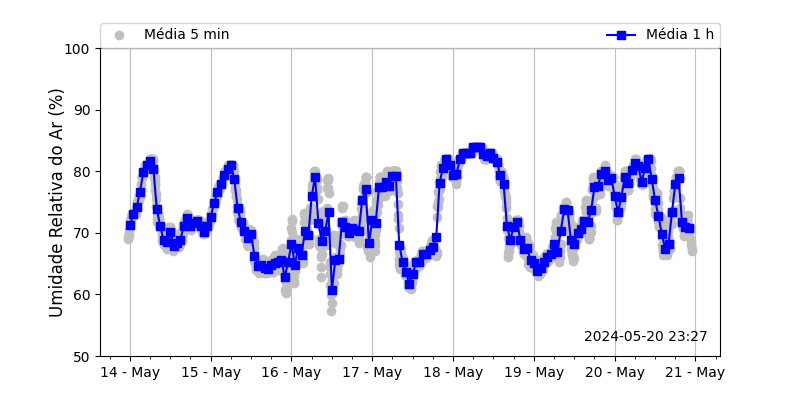 Média 5 min
Média 1 h
100
90
80
70
60
50
Umidade Relativa do Ar (%)
2024-05-20 23:27
14 - May
15 - May
16 - May
17 - May
18 - May
19 - May
20 - May
21 - May